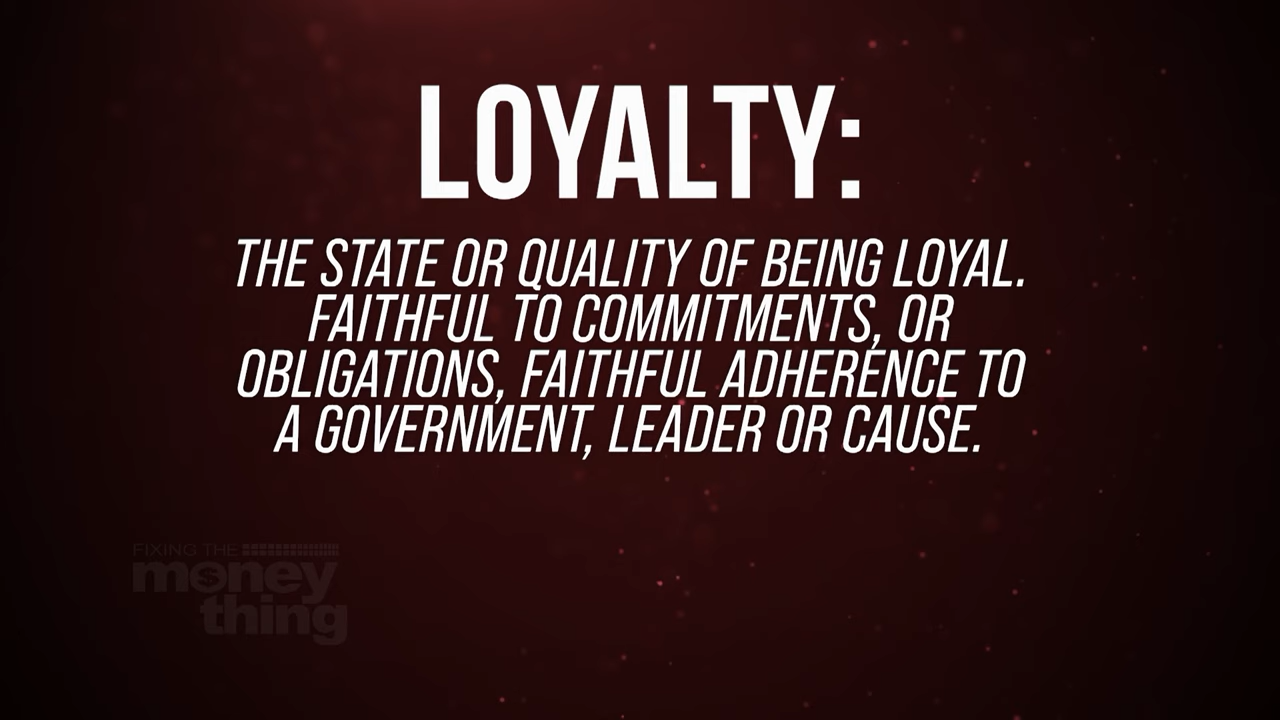 LOYALTY:
THE STATE OR QUALITY OF BEING LOYAL.
FAITHFUL TO COMMITMENTS, OR
OBLIGATIONS, FAITHFUL ADHERENCE TO
A GOVERNMENT, LEADER OR CAUSE.
FIXING THE
money
thing